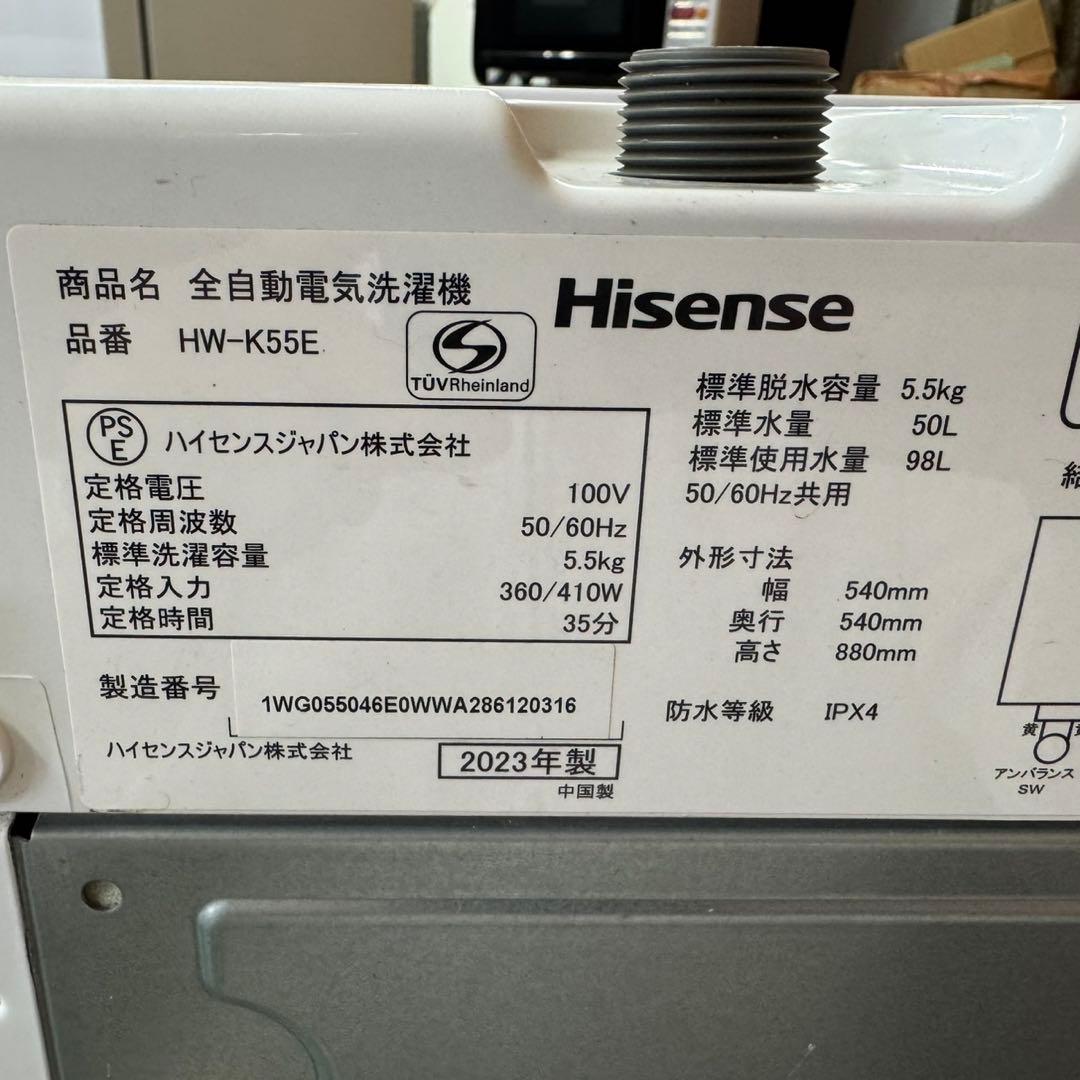 商品名 全自動電気洗濯機
品番 HW-K55E
TÜVRheinland
Hisense
PS
E
ハイセンスジャパン株式会社
定格電圧 100V
定格周波数 50/60Hz
標準洗濯容量 5.5kg
定格入力 360/410W
定格時間 35分
製造番号 1WG055046E0WWA286120316
ハイセンスジャパン株式会社
2023年製
中国製
標準脱水容量 5.5kg
標準水量 50L
標準使用水量 98L
50/60Hz共用
外形寸法
幅 540mm
奥行 540mm
高さ 880mm
防水等級 IPX4
結
黄
アンバランス
SW